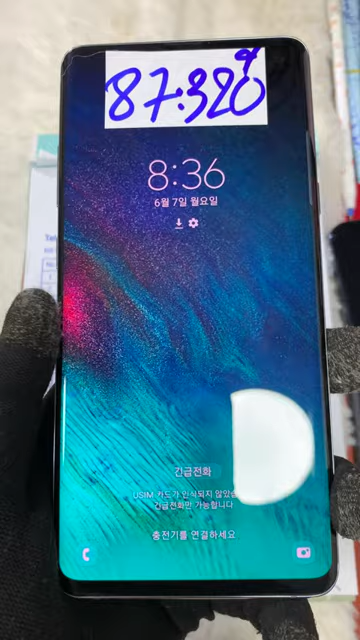 87.320
8:36
6월 7일 월요일
긴급전화
USIM 카드가 인식되지 않았습
긴급전화만 가능합니다
충전기를 연결하세요